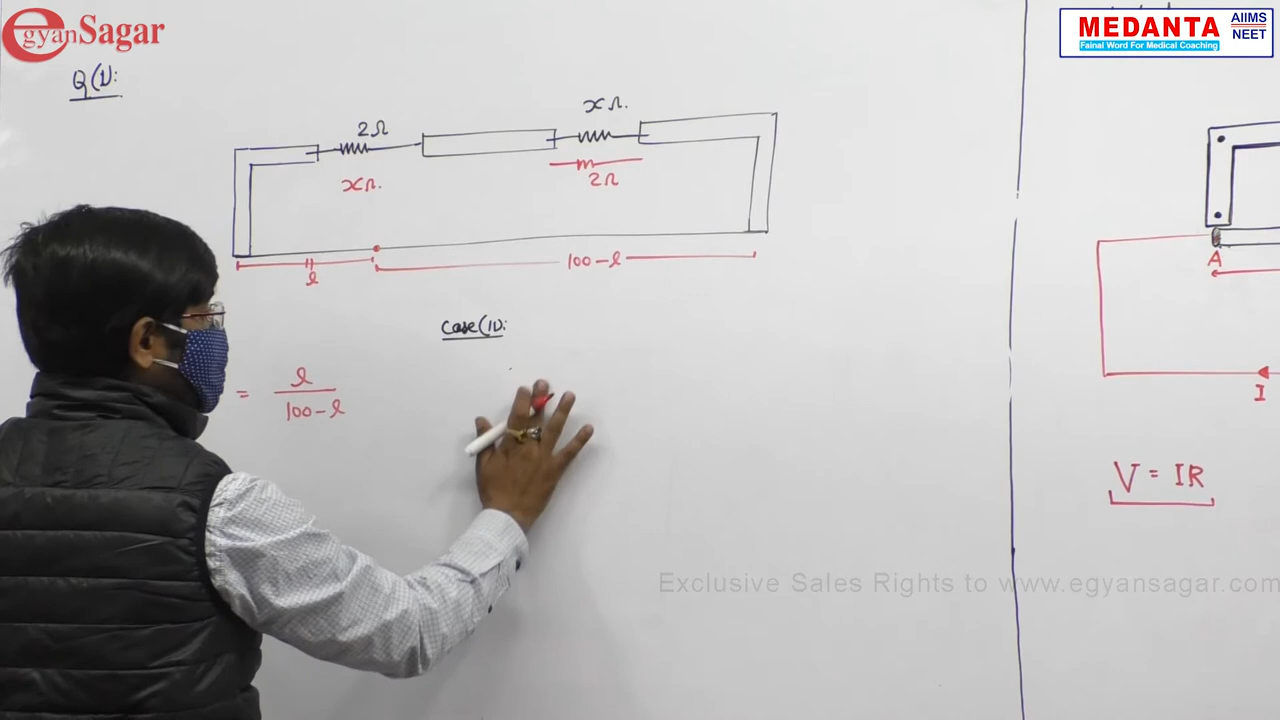 egyanSagar
MEDANTA
AIIMS
NEET
Fainal Word For Medical Coaching
Q(1):
2Ω
xΩ.
xΩ.
2Ω
l
100-l
A
Case(11):
= l / 100-l
I
V = IR
Exclusive Sales Rights to www.egyansagar.com